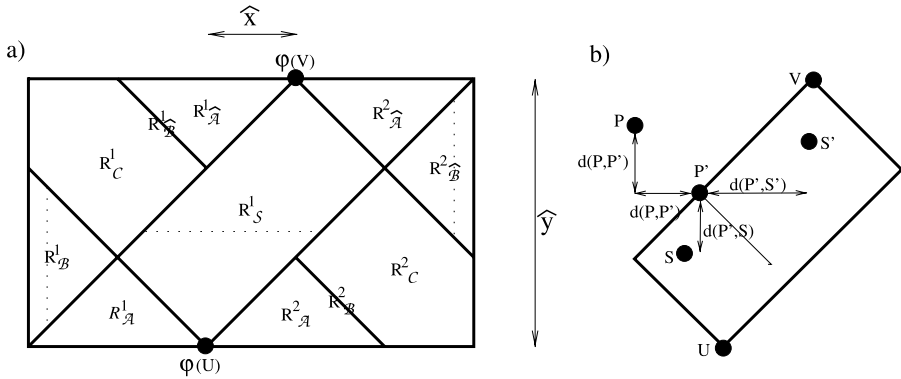 a)
x̂
φ(V)
b)
V
R¹_B̂
R¹_Â
R²_Â
P
S'
R¹_C
R²_B̂
d(P,P')
P'
d(P',S')
R¹_S
d(P,P')
ŷ
d(P',S)
R¹_B
S
R²_C
R¹_A
R²_A
R²_B
U
φ(U)